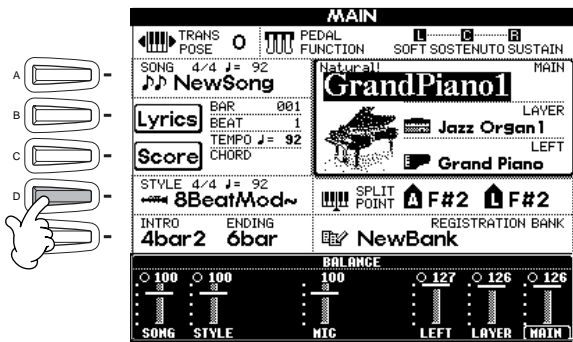 MAIN
TRANS
POSE
0
PEDAL
FUNCTION
L C R
SOFT SOSTENUTO SUSTAIN
SONG 4/4 ♩= 92
NewSong
Lyrics
BAR 001
BEAT 1
TEMPO ♩= 92
Score
CHORD
Natural! MAIN
GrandPiano1
LAYER
Jazz Organ1
LEFT
Grand Piano
STYLE 4/4 ♩= 92
8BeatMod~
SPLIT
POINT
A F#2 L F#2
INTRO ENDING
4bar2 6bar
REGISTRATION BANK
NewBank
BALANCE
100 100 100 127 126 126
SONG STYLE MIC LEFT LAYER MAIN
A
B
C
D